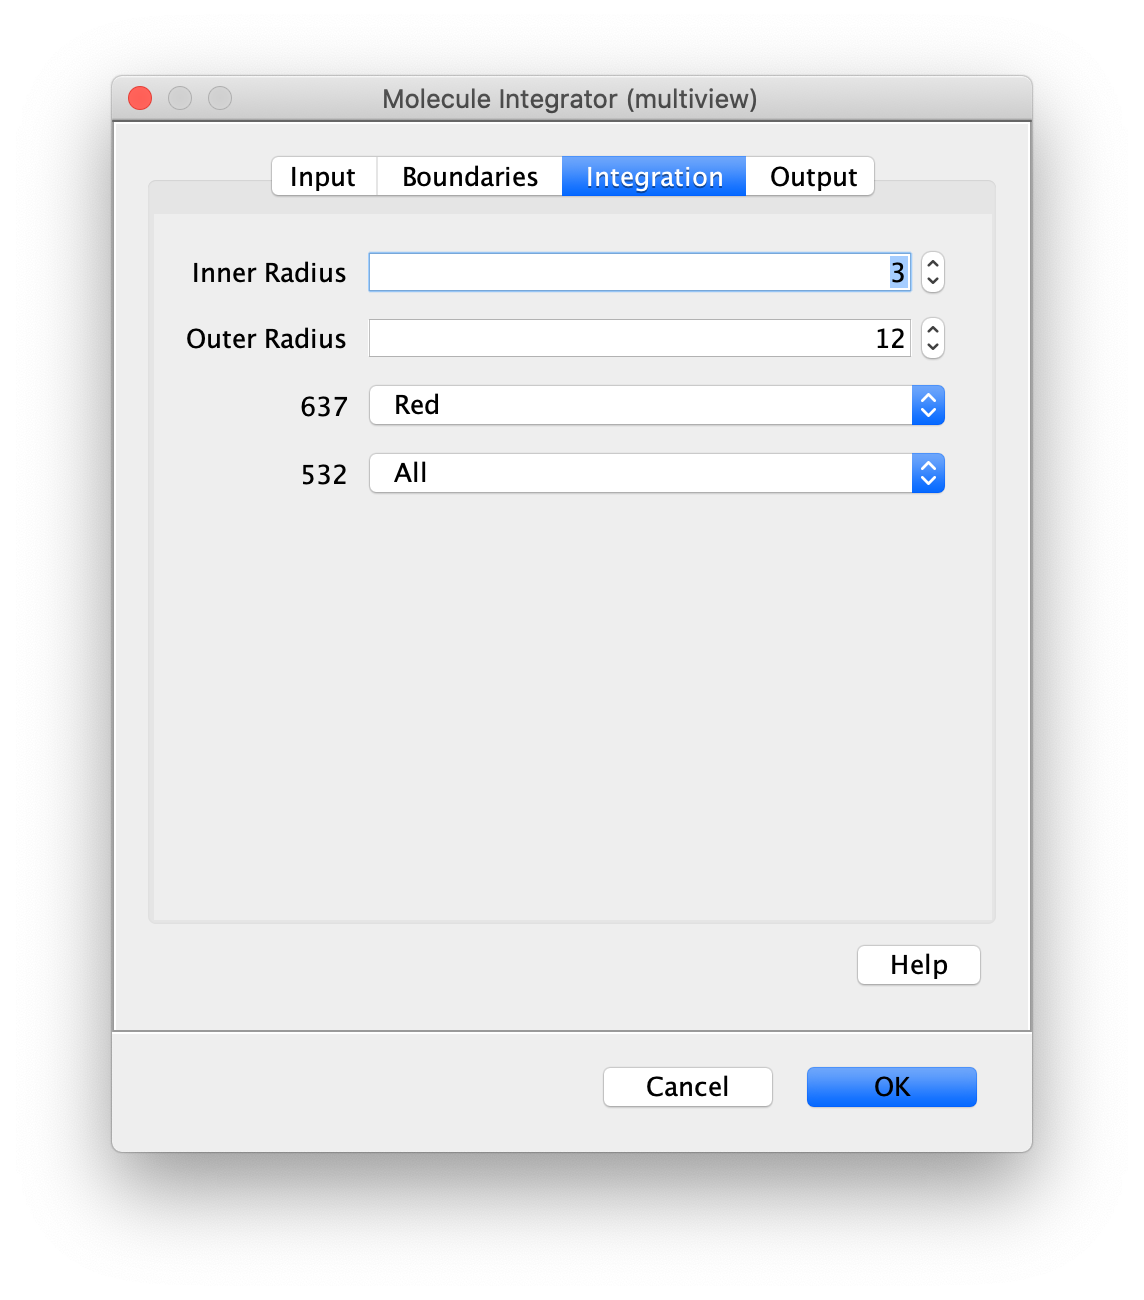 Molecule Integrator (multiview)
Input Boundaries Integration Output
Inner Radius 3
Outer Radius 12
637 Red
532 All
Help
Cancel OK